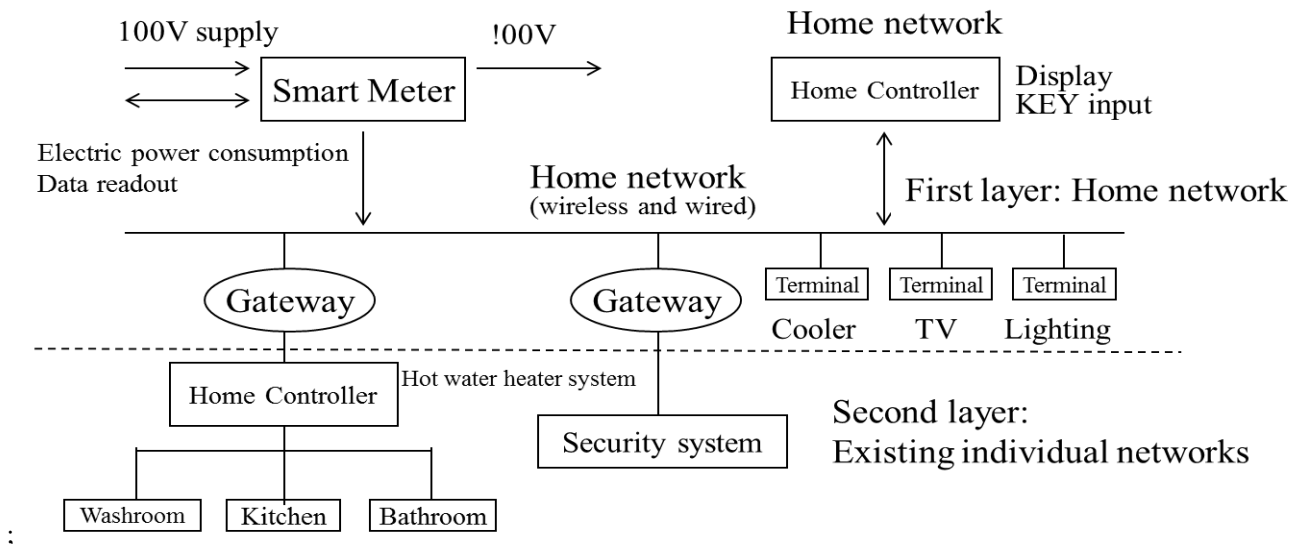 100V supply
!00V
Home network
Smart Meter
Home Controller
Display
KEY input
Electric power consumption
Data readout
Home network
(wireless and wired)
First layer: Home network
Gateway
Gateway
Terminal
Terminal
Terminal
Cooler
TV
Lighting
Home Controller
Hot water heater system
Security system
Second layer:
Existing individual networks
Washroom
Kitchen
Bathroom
;